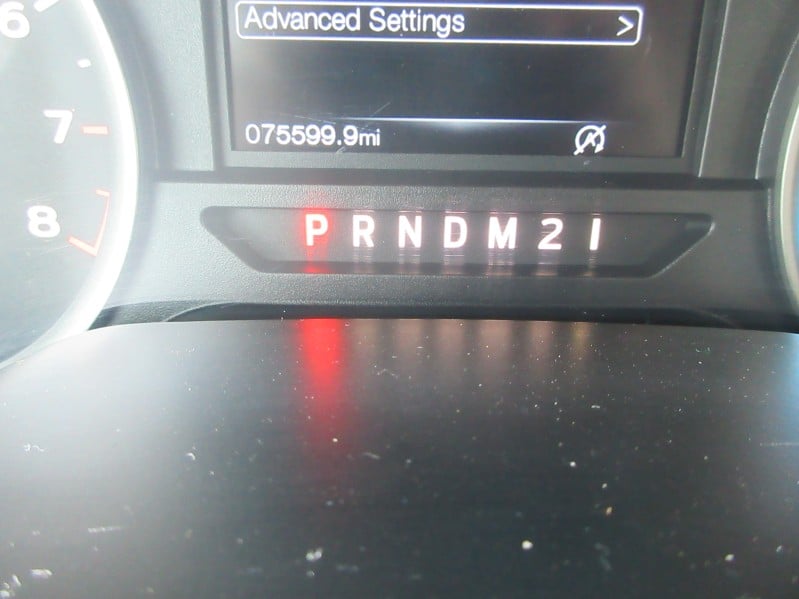 Advanced Settings >
6
7
075599.9mi
8
P R N D M 2 1